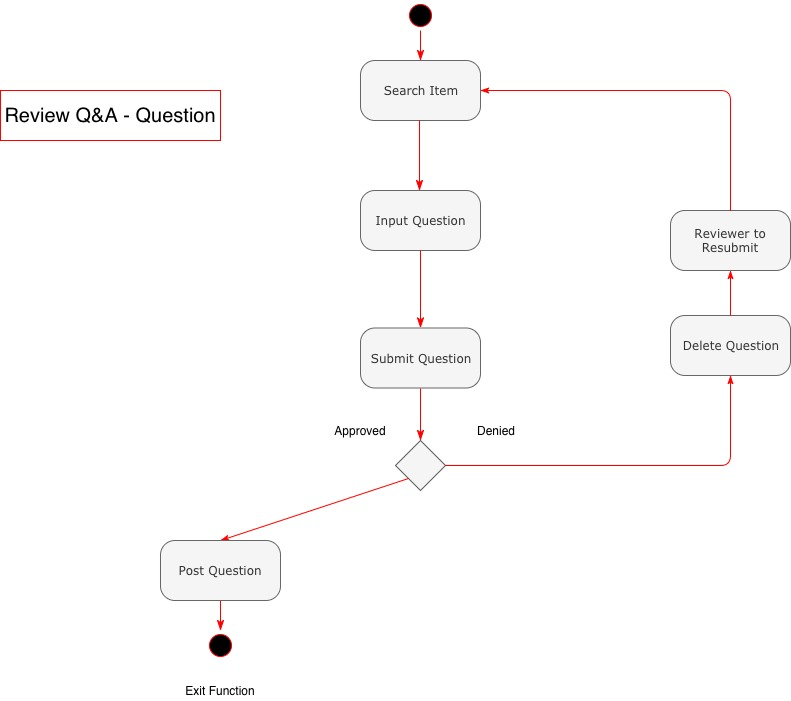 Search Item
Review Q&A - Question
Input Question
Reviewer to
Resubmit
Submit Question
Delete Question
Approved
Denied
Post Question
Exit Function